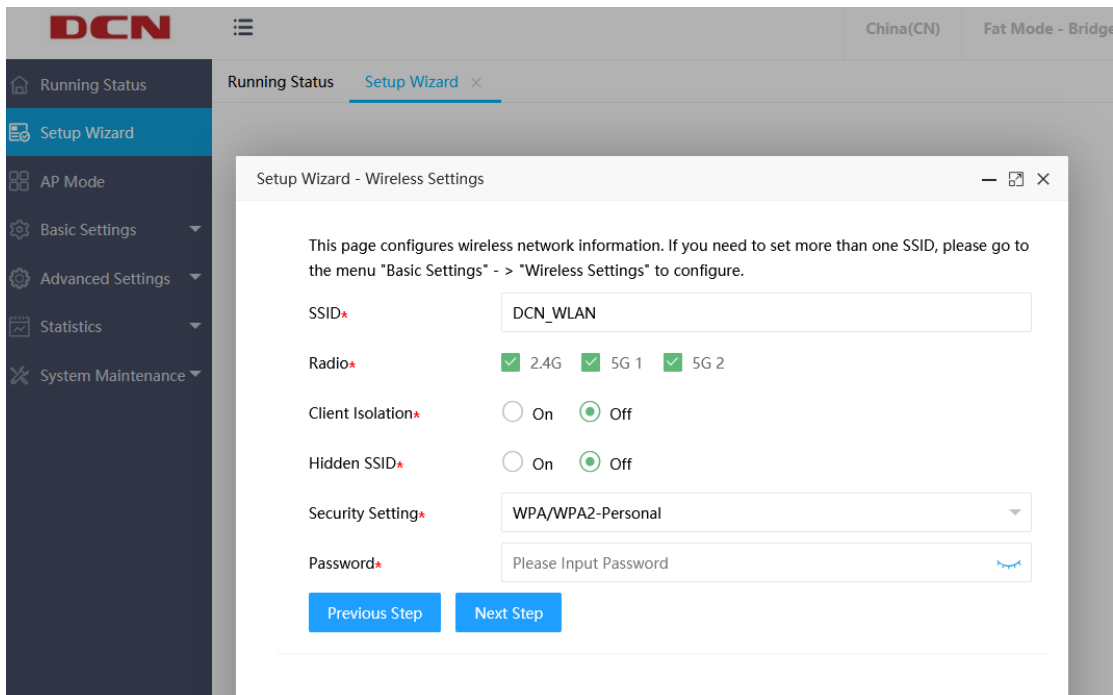 DCN
China(CN)
Fat Mode - Bridge
Running Status
Setup Wizard
AP Mode
Basic Settings
Advanced Settings
Statistics
System Maintenance
Running Status
Setup Wizard
Setup Wizard - Wireless Settings
This page configures wireless network information. If you need to set more than one SSID, please go to
the menu "Basic Settings" - > "Wireless Settings" to configure.
SSID*
DCN_WLAN
Radio*
2.4G
5G 1
5G 2
Client Isolation*
On
Off
Hidden SSID*
On
Off
Security Setting*
WPA/WPA2-Personal
Password*
Please Input Password
Previous Step
Next Step